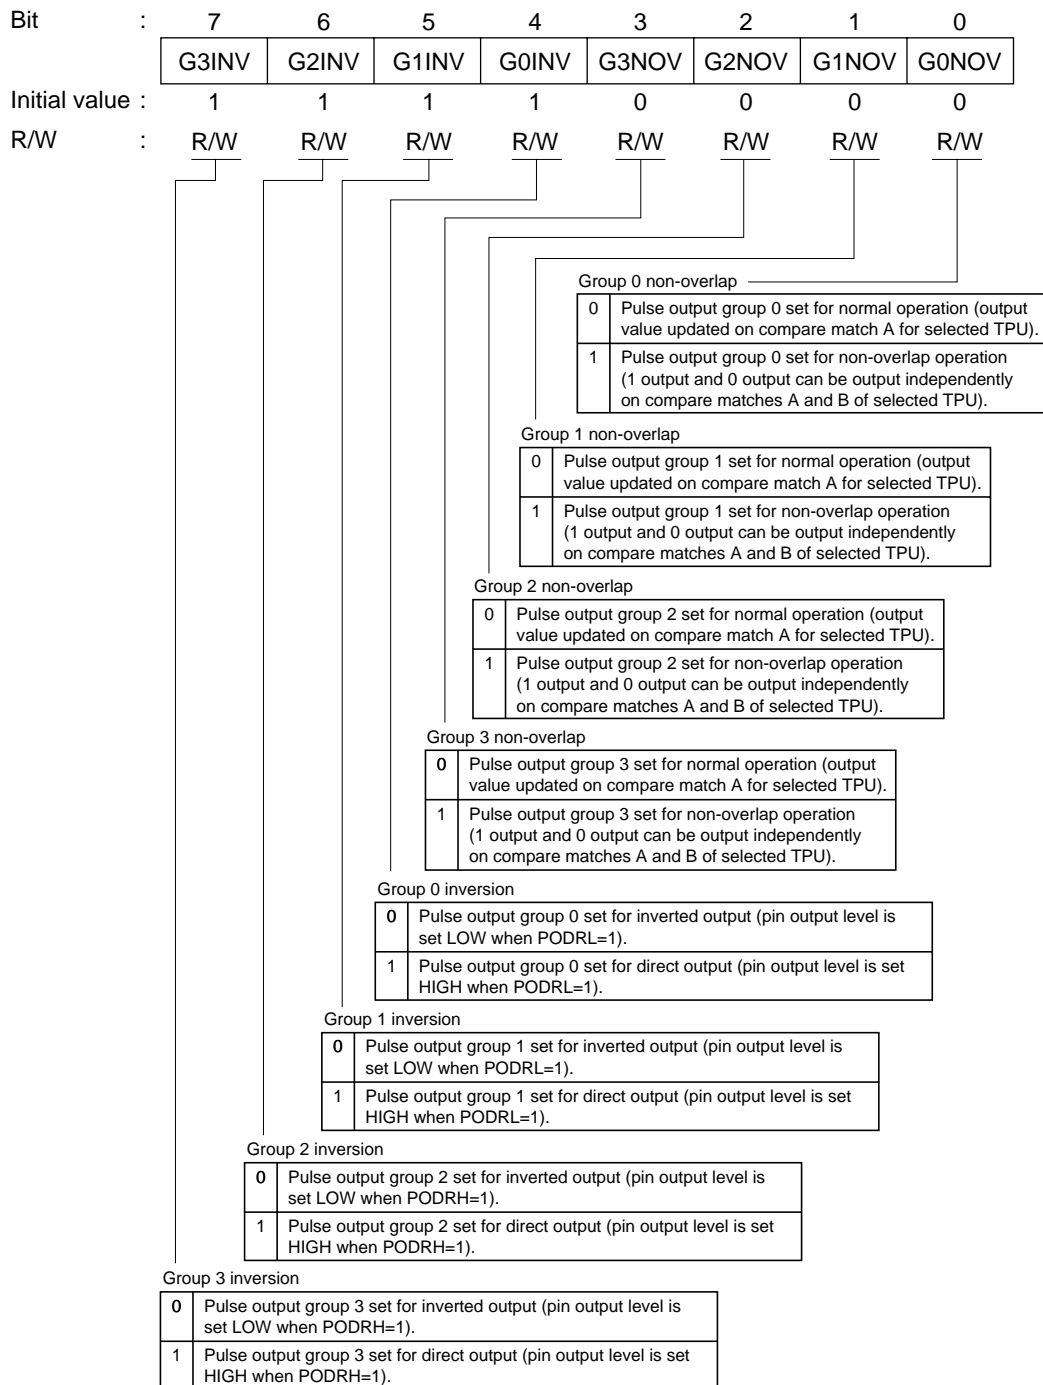 Bit : 7 6 5 4 3 2 1 0
G3INV G2INV G1INV G0INV G3NOV G2NOV G1NOV G0NOV
Initial value : 1 1 1 1 0 0 0 0
R/W : R/W R/W R/W R/W R/W R/W R/W R/W
Group 0 non-overlap
0 Pulse output group 0 set for normal operation (output
value updated on compare match A for selected TPU).
1 Pulse output group 0 set for non-overlap operation
(1 output and 0 output can be output independently
on compare matches A and B of selected TPU).
Group 1 non-overlap
0 Pulse output group 1 set for normal operation (output
value updated on compare match A for selected TPU).
1 Pulse output group 1 set for non-overlap operation
(1 output and 0 output can be output independently
on compare matches A and B of selected TPU).
Group 2 non-overlap
0 Pulse output group 2 set for normal operation (output
value updated on compare match A for selected TPU).
1 Pulse output group 2 set for non-overlap operation
(1 output and 0 output can be output independently
on compare matches A and B of selected TPU).
Group 3 non-overlap
0 Pulse output group 3 set for normal operation (output
value updated on compare match A for selected TPU).
1 Pulse output group 3 set for non-overlap operation
(1 output and 0 output can be output independently
on compare matches A and B of selected TPU).
Group 0 inversion
0 Pulse output group 0 set for inverted output (pin output level is
set LOW when PODRL=1).
1 Pulse output group 0 set for direct output (pin output level is set
HIGH when PODRL=1).
Group 1 inversion
0 Pulse output group 1 set for inverted output (pin output level is
set LOW when PODRL=1).
1 Pulse output group 1 set for direct output (pin output level is set
HIGH when PODRL=1).
Group 2 inversion
0 Pulse output group 2 set for inverted output (pin output level is
set LOW when PODRH=1).
1 Pulse output group 2 set for direct output (pin output level is set
HIGH when PODRH=1).
Group 3 inversion
0 Pulse output group 3 set for inverted output (pin output level is
set LOW when PODRH=1).
1 Pulse output group 3 set for direct output (pin output level is set
HIGH when PODRH=1).